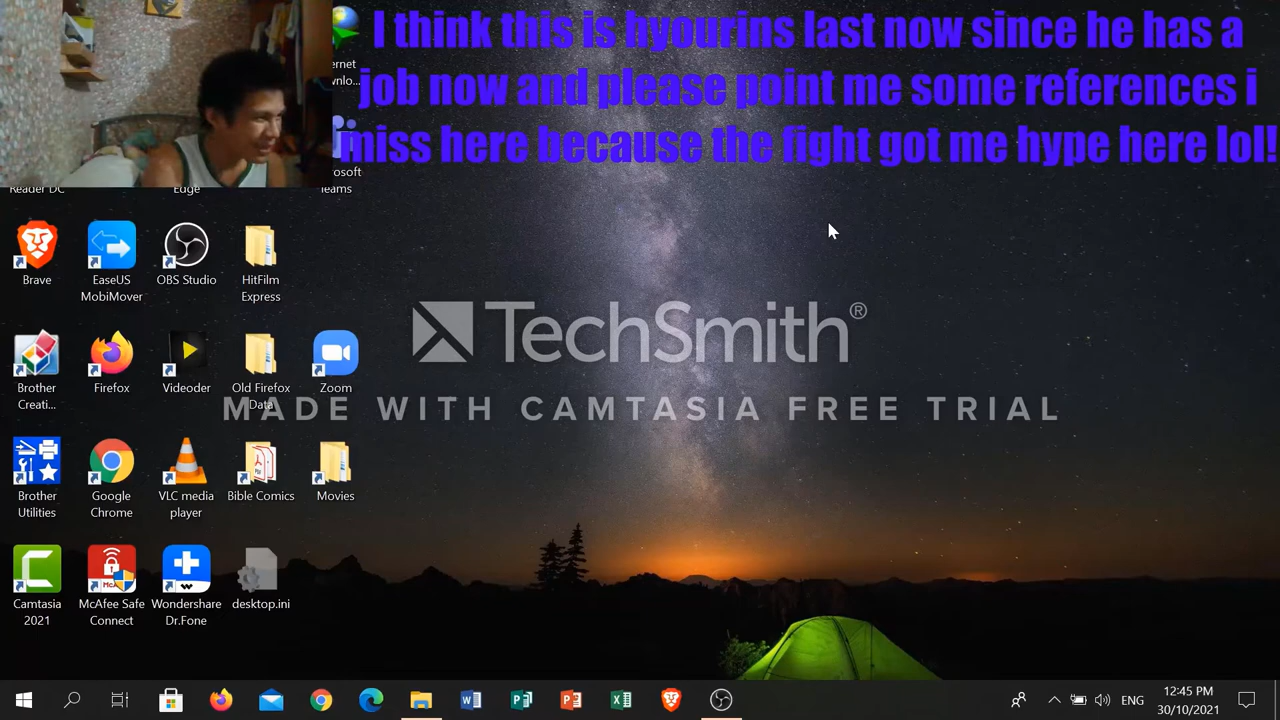 I think this is hyourins last now since he has a
job now and please point me some references i
miss here because the fight got me hype here lol!
Reader DC
Edge
Teams
Brave
EaseUS
MobiMover
OBS Studio
HitFilm
Express
TechSmith®
MADE WITH CAMTASIA FREE TRIAL
Brother
Creati...
Firefox
Videoder
Old Firefox
Data
Zoom
Brother
Utilities
Google
Chrome
VLC media
player
Bible Comics
Movies
Camtasia
2021
McAfee Safe
Connect
Wondershare
Dr.Fone
desktop.ini
ENG
12:45 PM
30/10/2021